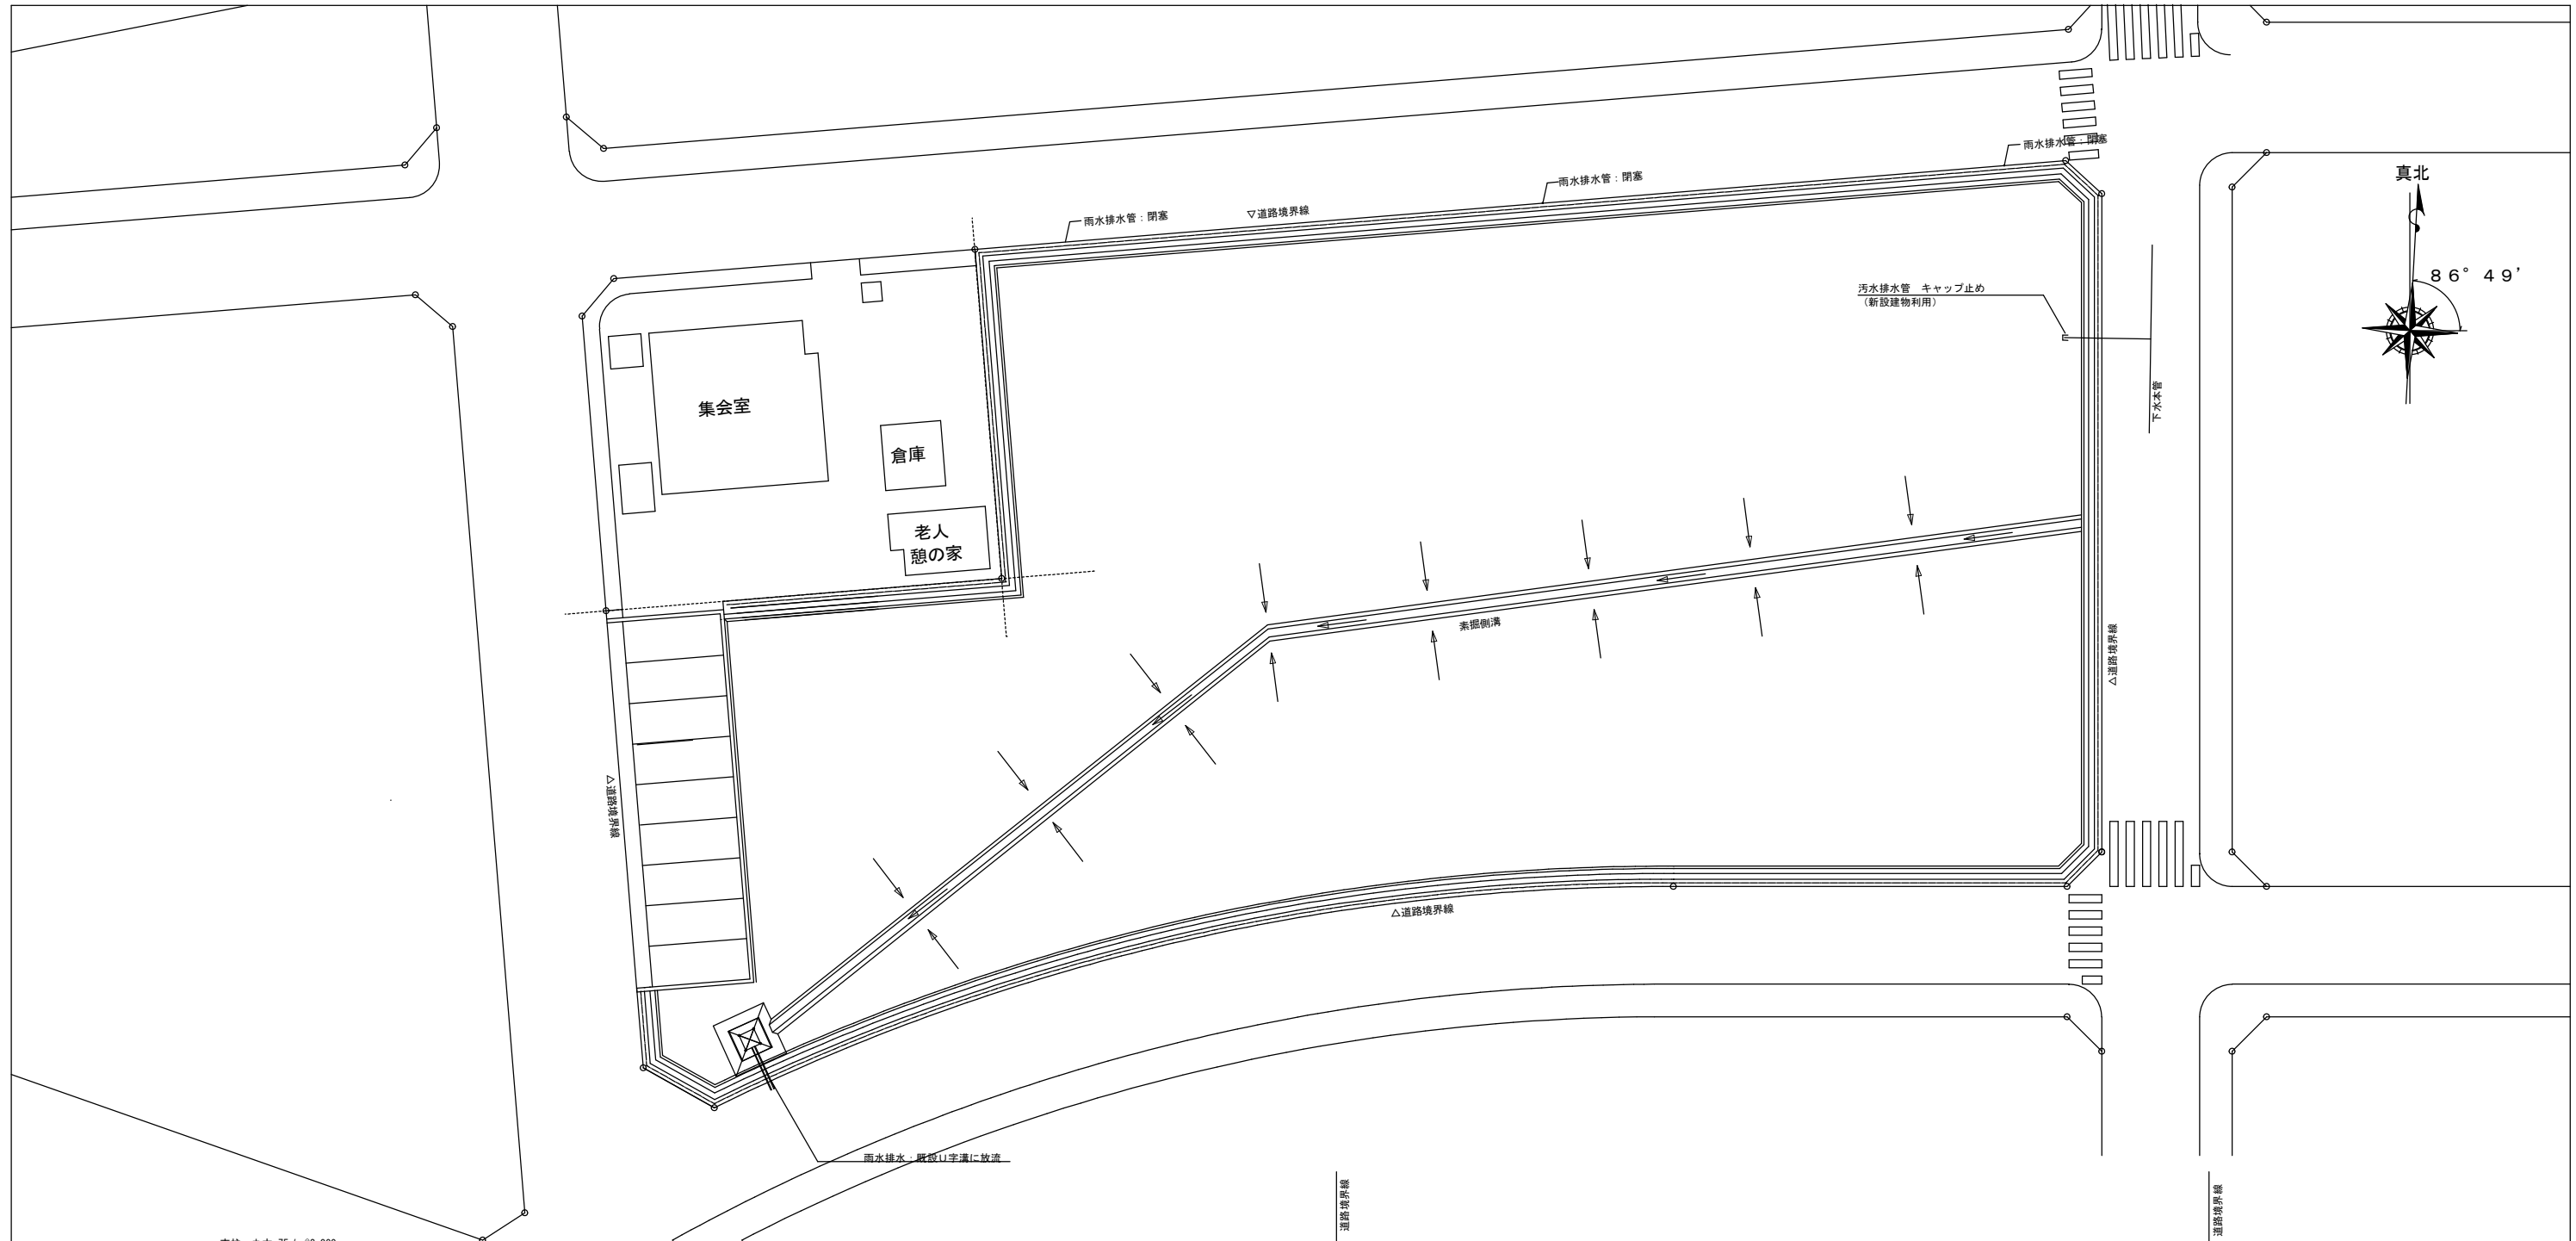 雨水排水管：閉塞
真北
雨水排水管：閉塞
▽道路境界線
雨水排水管：閉塞
８６°４９’
汚水排水管　キャップ止め
（新設建物利用）
下水本管
集会室
倉庫
老人
憩の家
素掘側溝
△道路境界線
△道路境界線
△道路境界線
雨水排水：既設Ｕ字溝に放流
道路境界線
道路境界線